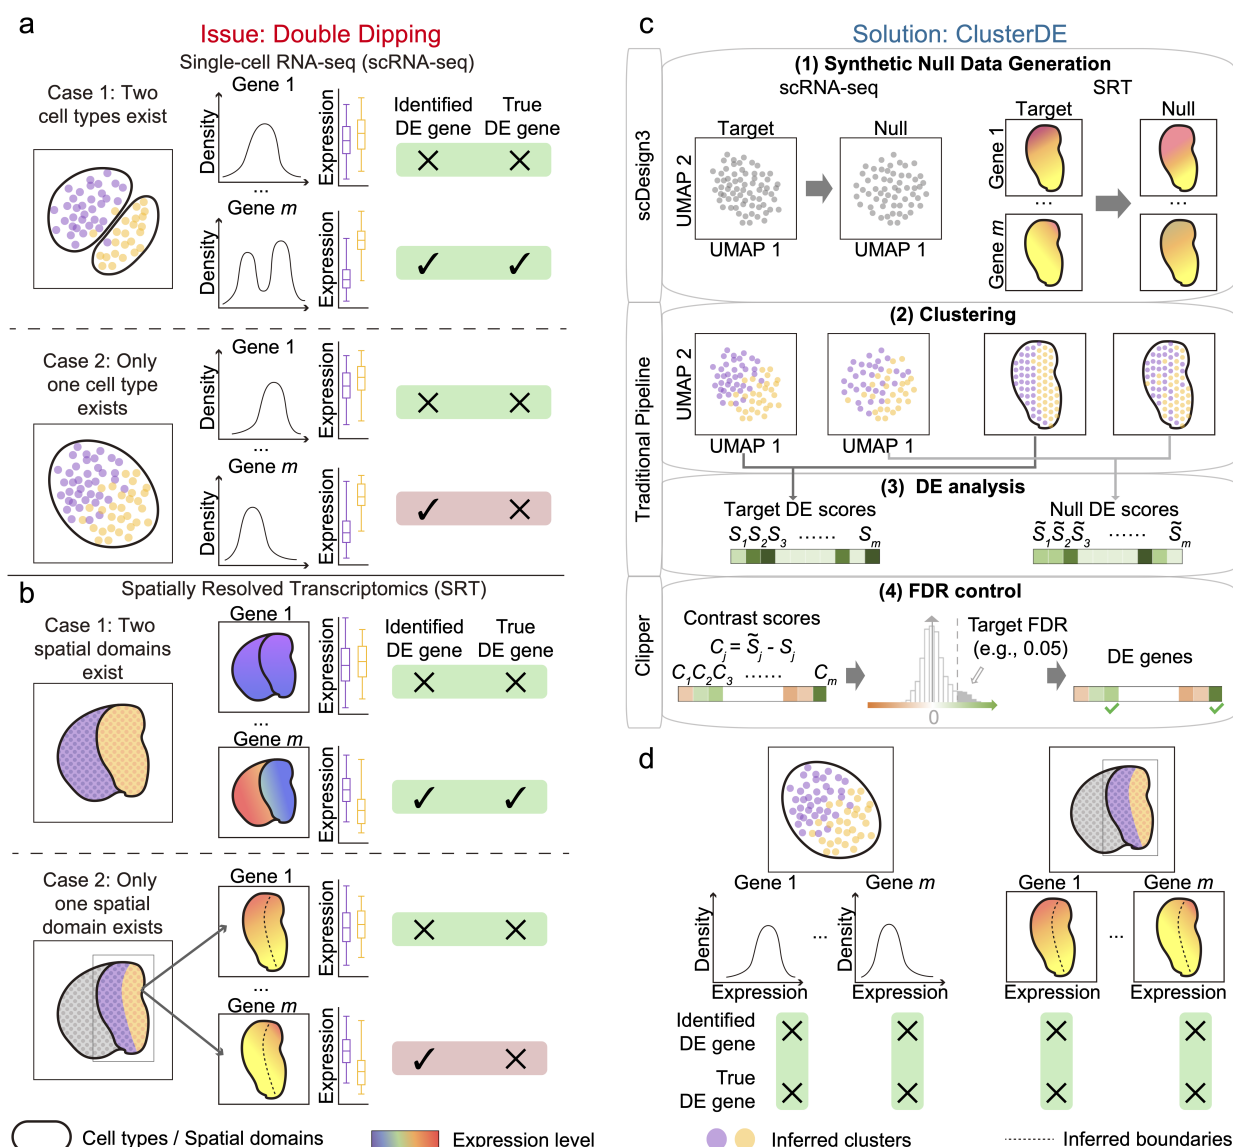 a
Issue: Double Dipping
Single-cell RNA-seq (scRNA-seq)
Case 1: Two
cell types exist
Gene 1
Density
Expression
Identified
DE gene
True
DE gene
...
Gene m
Density
Expression
Case 2: Only
one cell type
exists
Gene 1
Density
Expression
...
Gene m
Density
Expression
b
Spatially Resolved Transcriptomics (SRT)
Case 1: Two
spatial domains
exist
Gene 1
Expression
Identified
DE gene
True
DE gene
...
Gene m
Expression
Case 2: Only
one spatial
domain exists
Gene 1
Expression
...
Gene m
Expression
Cell types / Spatial domains
Expression level
c
Solution: ClusterDE
scDesign3
(1) Synthetic Null Data Generation
scRNA-seq
SRT
Target
Null
UMAP 2
UMAP 1
UMAP 1
Target
Null
Gene 1
...
...
Gene m
Traditional Pipeline
(2) Clustering
UMAP 2
UMAP 1
UMAP 1
(3) DE analysis
Target DE scores
S1 S2 S3 ...... Sm
Null DE scores
S̃1 S̃2 S̃3 ...... S̃m
Clipper
(4) FDR control
Contrast scores
Cj = S̃j - Sj
C1 C2 C3 ...... Cm
0
Target FDR
(e.g., 0.05)
DE genes
d
Gene 1
Gene m
Density
...
Density
Expression
Expression
Gene 1
Gene m
...
Expression
Expression
Identified
DE gene
True
DE gene
Inferred clusters
Inferred boundaries